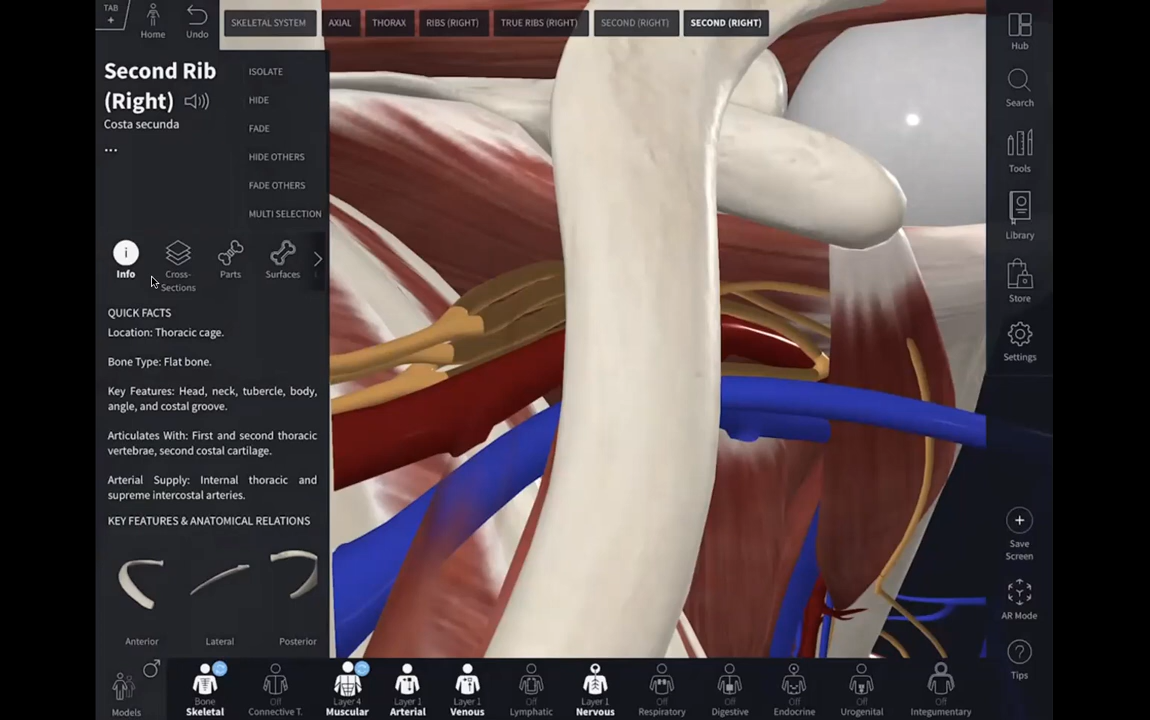 TAB
+
Home
Undo
SKELETAL SYSTEM
AXIAL
THORAX
RIBS (RIGHT)
TRUE RIBS (RIGHT)
SECOND (RIGHT)
SECOND (RIGHT)
Second Rib
(Right)
Costa secunda
...
ISOLATE
HIDE
FADE
HIDE OTHERS
FADE OTHERS
MULTI SELECTION
Info
Cross-
Sections
Parts
Surfaces
QUICK FACTS
Location: Thoracic cage.
Bone Type: Flat bone.
Key Features: Head, neck, tubercle, body,
angle, and costal groove.
Articulates With: First and second thoracic
vertebrae, second costal cartilage.
Arterial Supply: Internal thoracic and
supreme intercostal arteries.
KEY FEATURES & ANATOMICAL RELATIONS
Anterior
Lateral
Posterior
Hub
Search
Tools
Library
Store
Settings
Save
Screen
AR Mode
Tips
Models
Bone
Skeletal
Off
Connective T.
Layer 4
Muscular
Layer 1
Arterial
Layer 1
Venous
Off
Lymphatic
Layer 1
Nervous
Off
Respiratory
Off
Digestive
Off
Endocrine
Off
Urogenital
Off
Integumentary